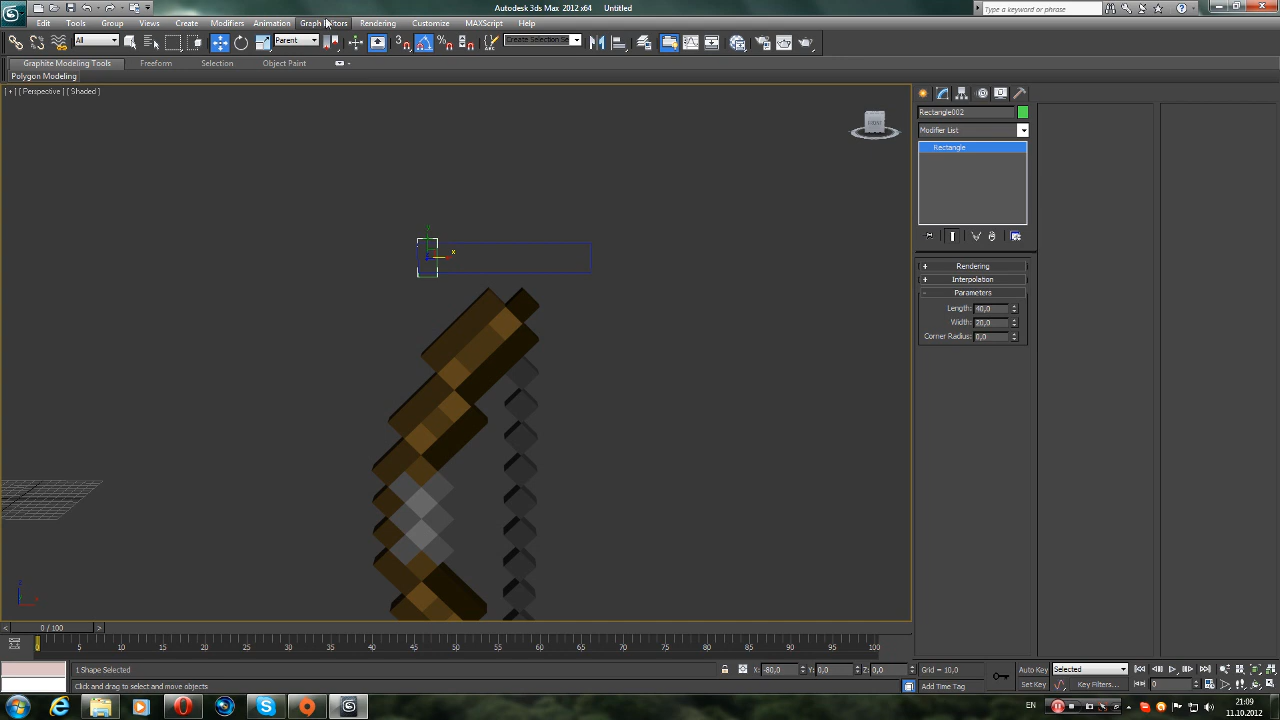 Autodesk 3ds Max 2012 x64 Untitled
Type a keyword or phrase
Edit Tools Group Views Create Modifiers Animation Graph Editors Rendering Customize MAXScript Help
All Parent Create Selection Se
Graphite Modeling Tools Freeform Selection Object Paint
Polygon Modeling
[ + ] [ Perspective ] [ Shaded ]
FRONT
Rectangle002
Modifier List
Rectangle
y
x
+ Rendering
+ Interpolation
- Parameters
Length: 40,0
Width: 20,0
Corner Radius: 0,0
z
x
< 0 / 100 >
0 5 10 15 20 25 30 35 40 45 50 55 60 65 70 75 80 85 90 95 100
1 Shape Selected X: -80,0 Y: 0,0 Z: 0,0 Grid = 10,0 Auto Key Selected
Click and drag to select and move objects Add Time Tag Set Key Key Filters... 0
EN 21:09
11.10.2012